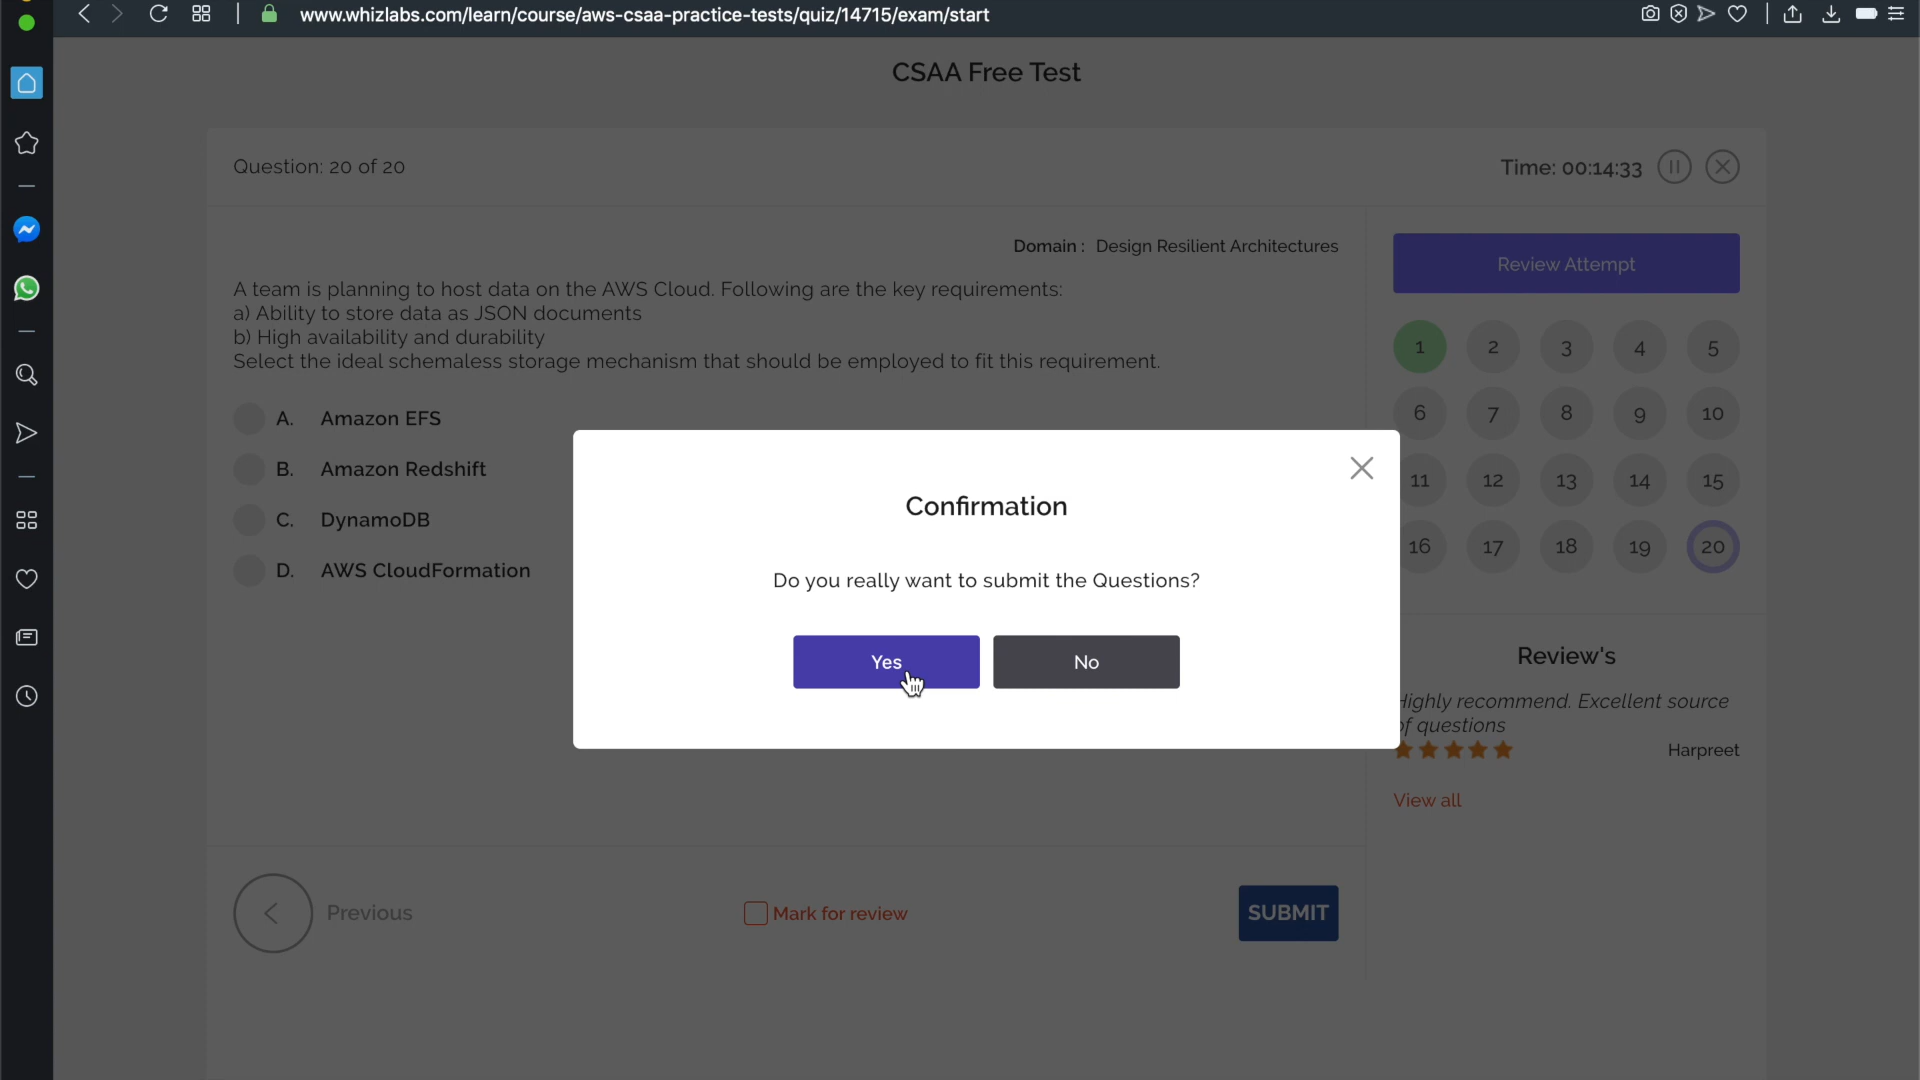 www.whizlabs.com/learn/course/aws-csaa-practice-tests/quiz/14715/exam/start
CSAA Free Test
Question: 20 of 20
Time: 00:14:33
Domain : Design Resilient Architectures
A team is planning to host data on the AWS Cloud. Following are the key requirements:
a) Ability to store data as JSON documents
b) High availability and durability
Select the ideal schemaless storage mechanism that should be employed to fit this requirement.
A. Amazon EFS
B. Amazon Redshift
C. DynamoDB
D. AWS CloudFormation
Confirmation
Do you really want to submit the Questions?
Yes
No
Review Attempt
1 2 3 4 5
6 7 8 9 10
11 12 13 14 15
16 17 18 19 20
Review's
Highly recommend. Excellent source
of questions
Harpreet
View all
Previous
Mark for review
SUBMIT